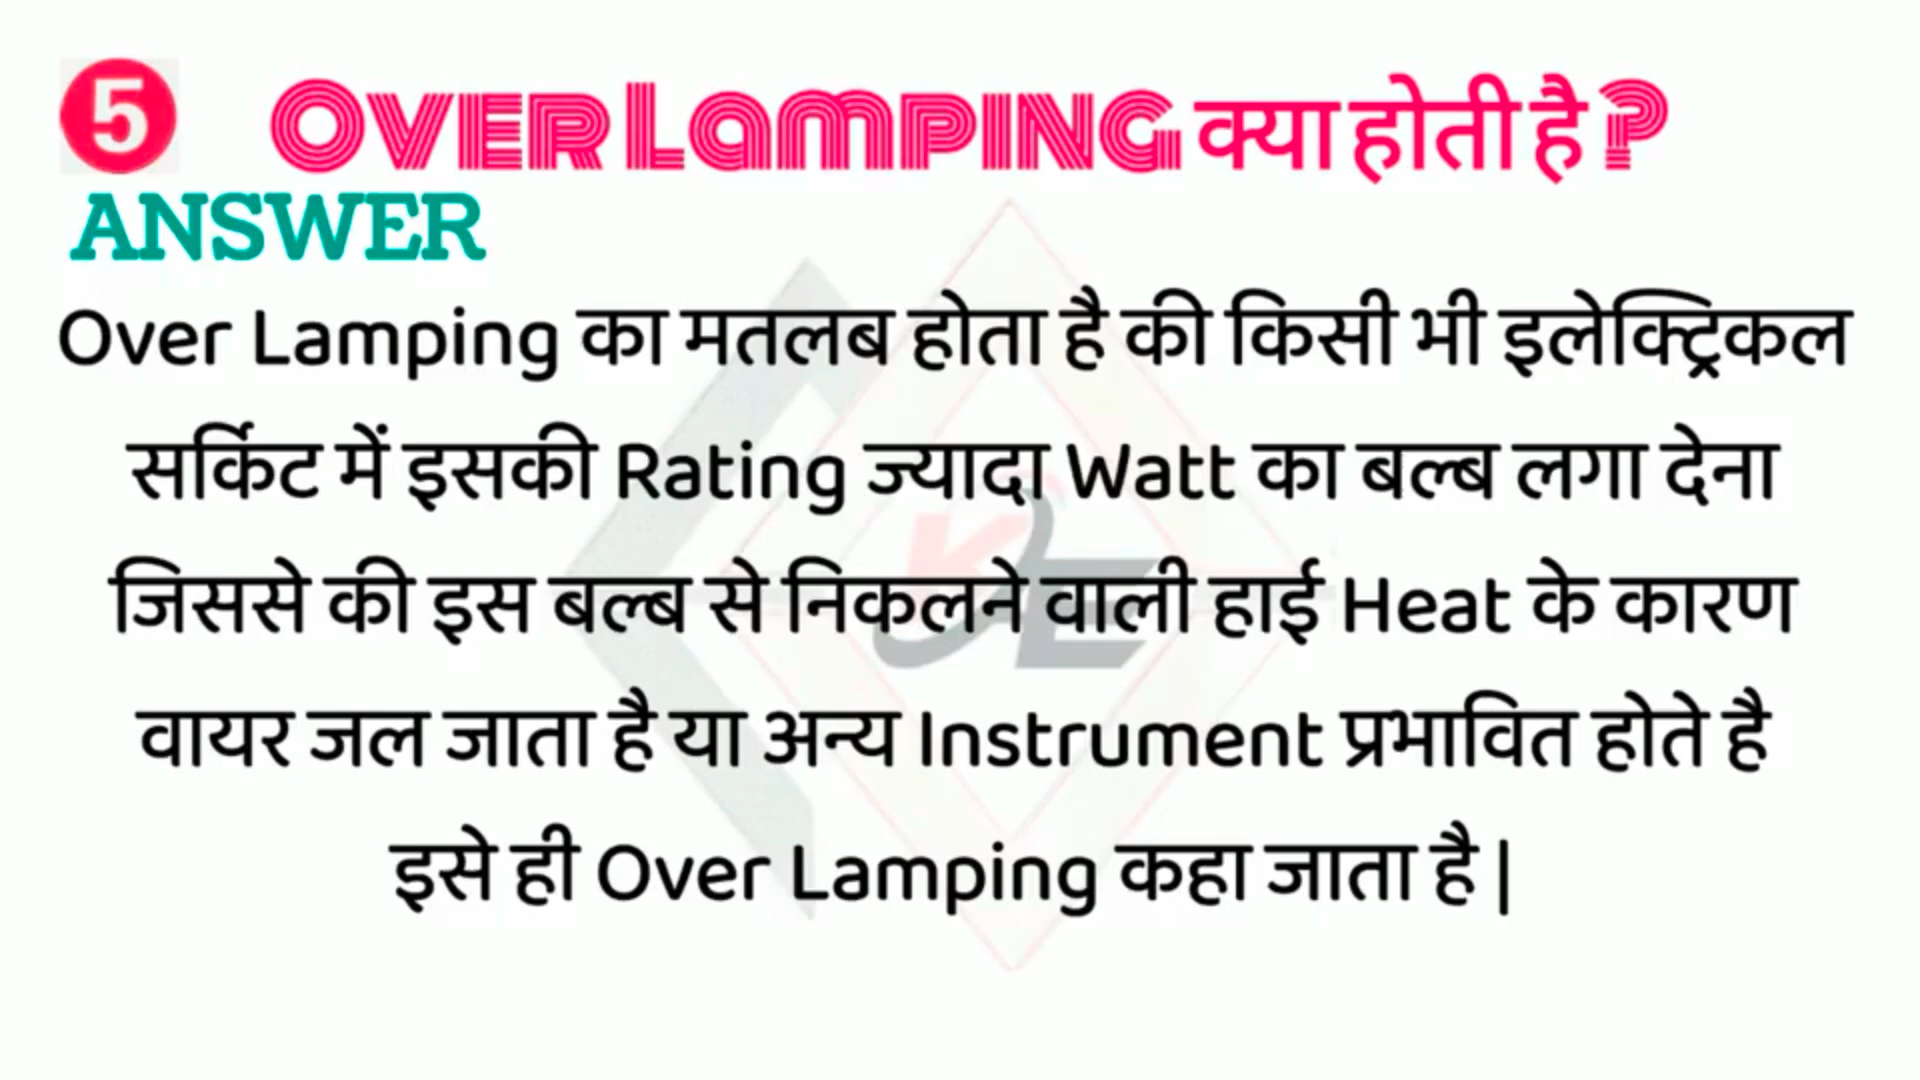 5 Over Lamping क्या होती है ?
ANSWER
Over Lamping का मतलब होता है की किसी भी इलेक्ट्रिकल
सर्किट में इसकी Rating ज्यादा Watt का बल्ब लगा देना
जिससे की इस बल्ब से निकलने वाली हाई Heat के कारण
वायर जल जाता है या अन्य Instrument प्रभावित होते है
इसे ही Over Lamping कहा जाता है |